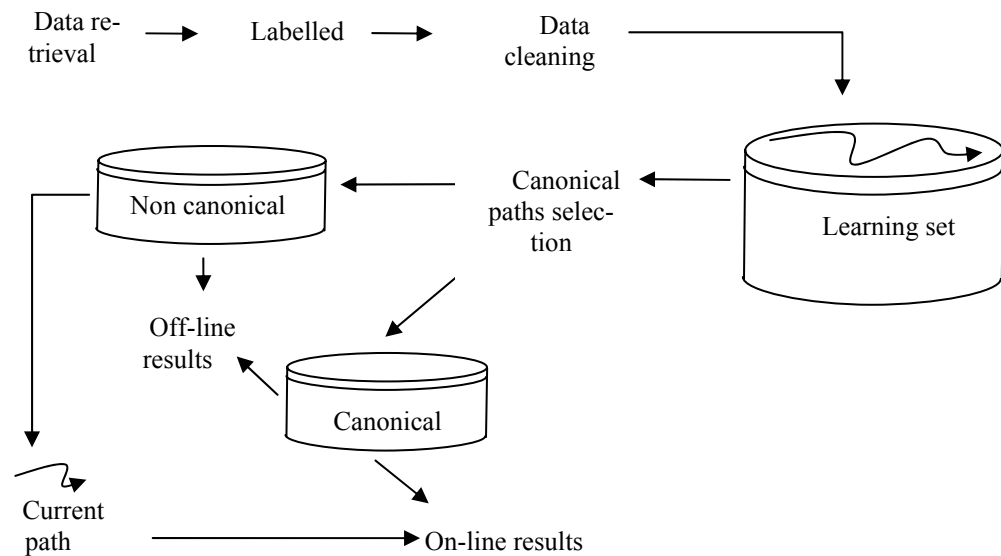 Data re-
trieval
Labelled
Data
cleaning
Non canonical
Canonical
paths selec-
tion
Learning set
Off-line
results
Canonical
Current
path
On-line results